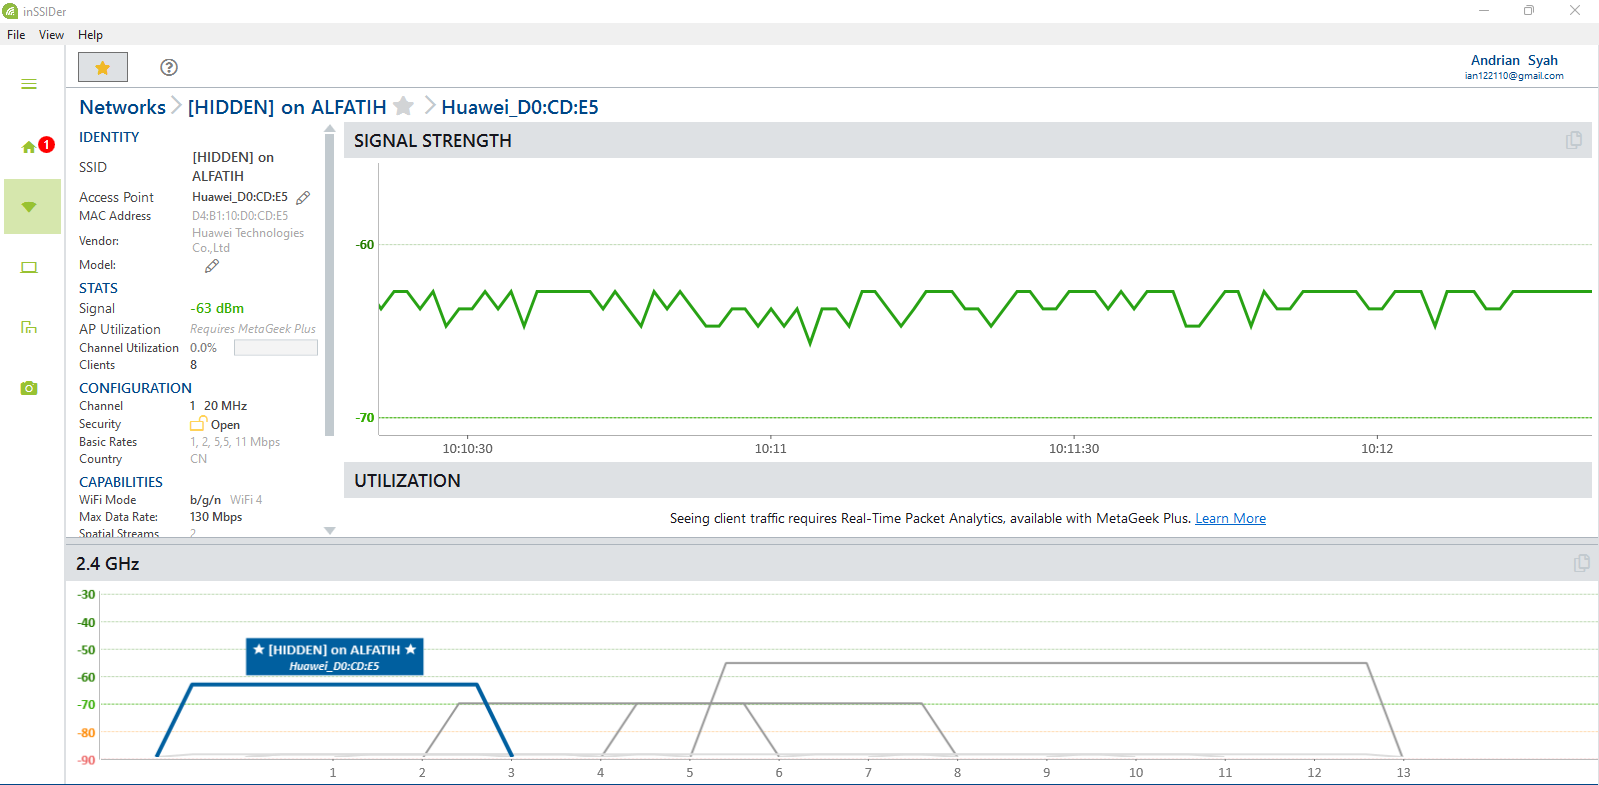 inSSIDer
File View Help
Andrian Syah
ian122110@gmail.com
Networks [HIDDEN] on ALFATIH Huawei_D0:CD:E5
1
IDENTITY
SSID [HIDDEN] on
ALFATIH
Access Point Huawei_D0:CD:E5
MAC Address D4:B1:10:D0:CD:E5
Vendor: Huawei Technologies
Co.,Ltd
Model:
STATS
Signal -63 dBm
AP Utilization Requires MetaGeek Plus
Channel Utilization 0.0%
Clients 8
CONFIGURATION
Channel 1 20 MHz
Security Open
Basic Rates 1, 2, 5,5, 11 Mbps
Country CN
CAPABILITIES
WiFi Mode b/g/n WiFi 4
Max Data Rate: 130 Mbps
Spatial Streams 2
SIGNAL STRENGTH
-60
-70
10:10:30 10:11 10:11:30 10:12
UTILIZATION
Seeing client traffic requires Real-Time Packet Analytics, available with MetaGeek Plus. Learn More
2.4 GHz
-30
-40
-50
-60
-70
-80
-90
★ [HIDDEN] on ALFATIH ★
Huawei_D0:CD:E5
1 2 3 4 5 6 7 8 9 10 11 12 13